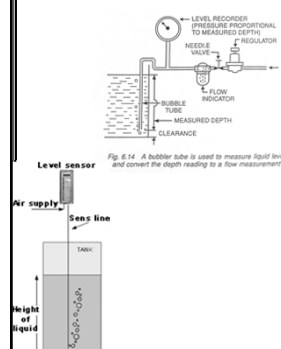 LEVEL RECORDER
(PRESSURE PROPORTIONAL
TO MEASURED DEPTH)
REGULATOR
NEEDLE
VALVE
FLOW
INDICATOR
BUBBLE
TUBE
MEASURED DEPTH
CLEARANCE
Fig. 6.14 A bubbler tube is used to measure liquid leve
and convert the depth reading to a flow measurement
Level sensor
Air supply
Sens line
TANK
Height
of
liquid